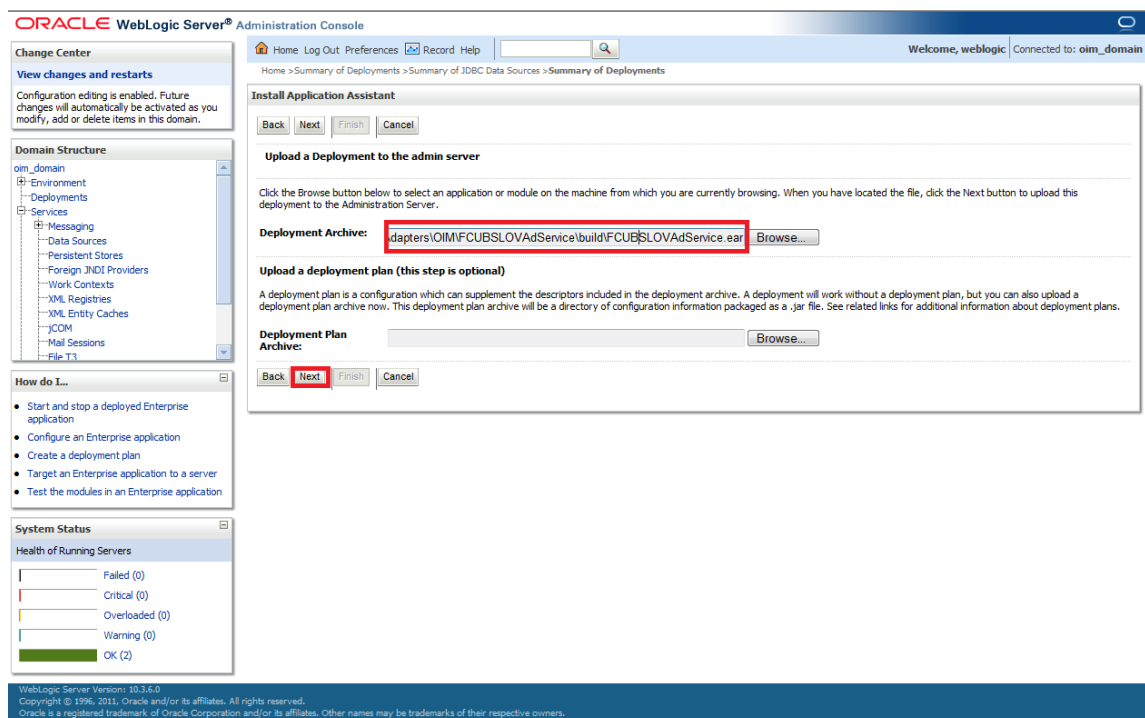 ORACLE WebLogic Server® Administration Console
Change Center
View changes and restarts
Configuration editing is enabled. Future
changes will automatically be activated as you
modify, add or delete items in this domain.
Domain Structure
oim_domain
Environment
Deployments
Services
Messaging
Data Sources
Persistent Stores
Foreign JNDI Providers
Work Contexts
XML Registries
XML Entity Caches
jCOM
Mail Sessions
File T3
How do I...
Start and stop a deployed Enterprise
application
Configure an Enterprise application
Create a deployment plan
Target an Enterprise application to a server
Test the modules in an Enterprise application
System Status
Health of Running Servers
Failed (0)
Critical (0)
Overloaded (0)
Warning (0)
OK (2)
Home Log Out Preferences Record Help
Welcome, weblogic Connected to: oim_domain
Home >Summary of Deployments >Summary of JDBC Data Sources >Summary of Deployments
Install Application Assistant
Back Next Finish Cancel
Upload a Deployment to the admin server
Click the Browse button below to select an application or module on the machine from which you are currently browsing. When you have located the file, click the Next button to upload this
deployment to the Administration Server.
Deployment Archive: \dapters\OIM\FCUBSLOVAdService\build\FCUBSLOVAdService.ear Browse...
Upload a deployment plan (this step is optional)
A deployment plan is a configuration which can supplement the descriptors included in the deployment archive. A deployment will work without a deployment plan, but you can also upload a
deployment plan archive now. This deployment plan archive will be a directory of configuration information packaged as a .jar file. See related links for additional information about deployment plans.
Deployment Plan
Archive: Browse...
Back Next Finish Cancel
WebLogic Server Version: 10.3.6.0
Copyright © 1996, 2011, Oracle and/or its affiliates. All rights reserved.
Oracle is a registered trademark of Oracle Corporation and/or its affiliates. Other names may be trademarks of their respective owners.